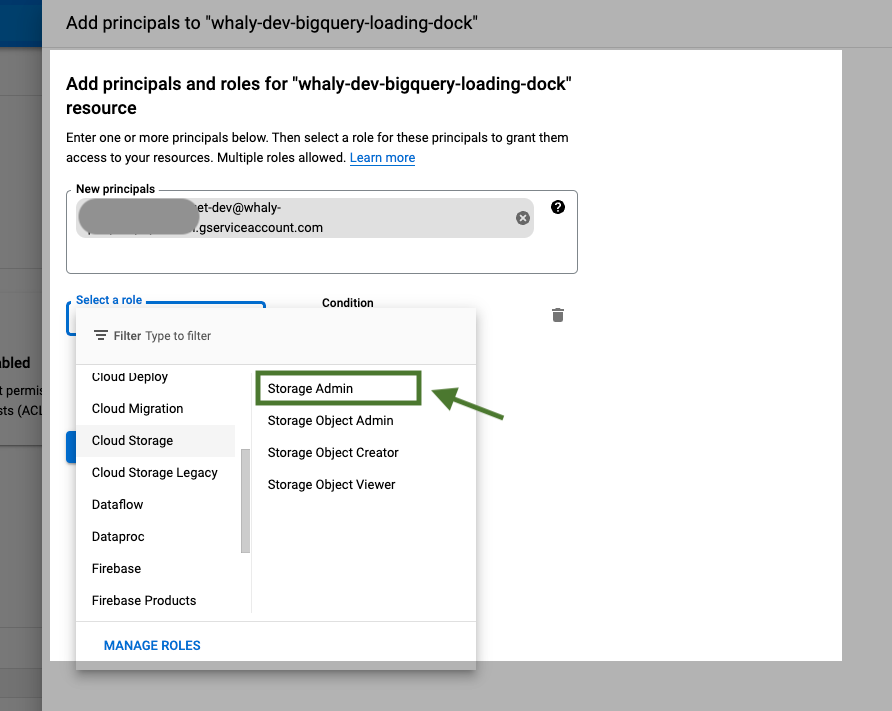 Add principals to "whaly-dev-bigquery-loading-dock"
Add principals and roles for "whaly-dev-bigquery-loading-dock"
resource
Enter one or more principals below. Then select a role for these principals to grant them
access to your resources. Multiple roles allowed. Learn more
New principals
et-dev@whaly-
.gserviceaccount.com
Select a role
Condition
Filter Type to filter
Cloud Deploy
Cloud Migration
Cloud Storage
Cloud Storage Legacy
Dataflow
Dataproc
Firebase
Firebase Products
Storage Admin
Storage Object Admin
Storage Object Creator
Storage Object Viewer
MANAGE ROLES
bled
t permis
sts (ACL